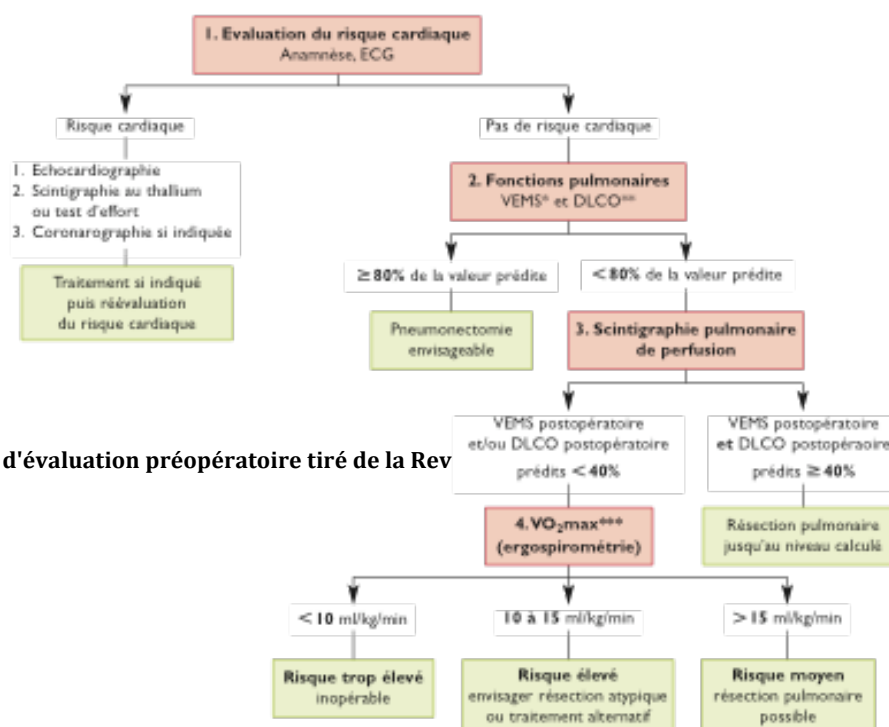 1. Evaluation du risque cardiaque
Anamnèse, ECG
Risque cardiaque
Pas de risque cardiaque
1. Echocardiographie
2. Scintigraphie au thallium
ou test d'effort
3. Coronarographie si indiquée
2. Fonctions pulmonaires
VEMS* et DLCO**
Traitement si indiqué
puis réévaluation
du risque cardiaque
≥80% de la valeur prédite
<80% de la valeur prédite
Pneumonectomie
envisageable
3. Scintigraphie pulmonaire
de perfusion
d'évaluation préopératoire tiré de la Rev
VEMS postopératoire
et/ou DLCO postopératoire
prédits <40%
VEMS postopératoire
et DLCO postopéraoire
prédits ≥40%
4. VO₂max***
(ergospirométrie)
Résection pulmonaire
jusqu'au niveau calculé
<10 ml/kg/min
10 à 15 ml/kg/min
>15 ml/kg/min
Risque trop élevé
inopérable
Risque élevé
envisager résection atypique
ou traitement alternatif
Risque moyen
résection pulmonaire
possible